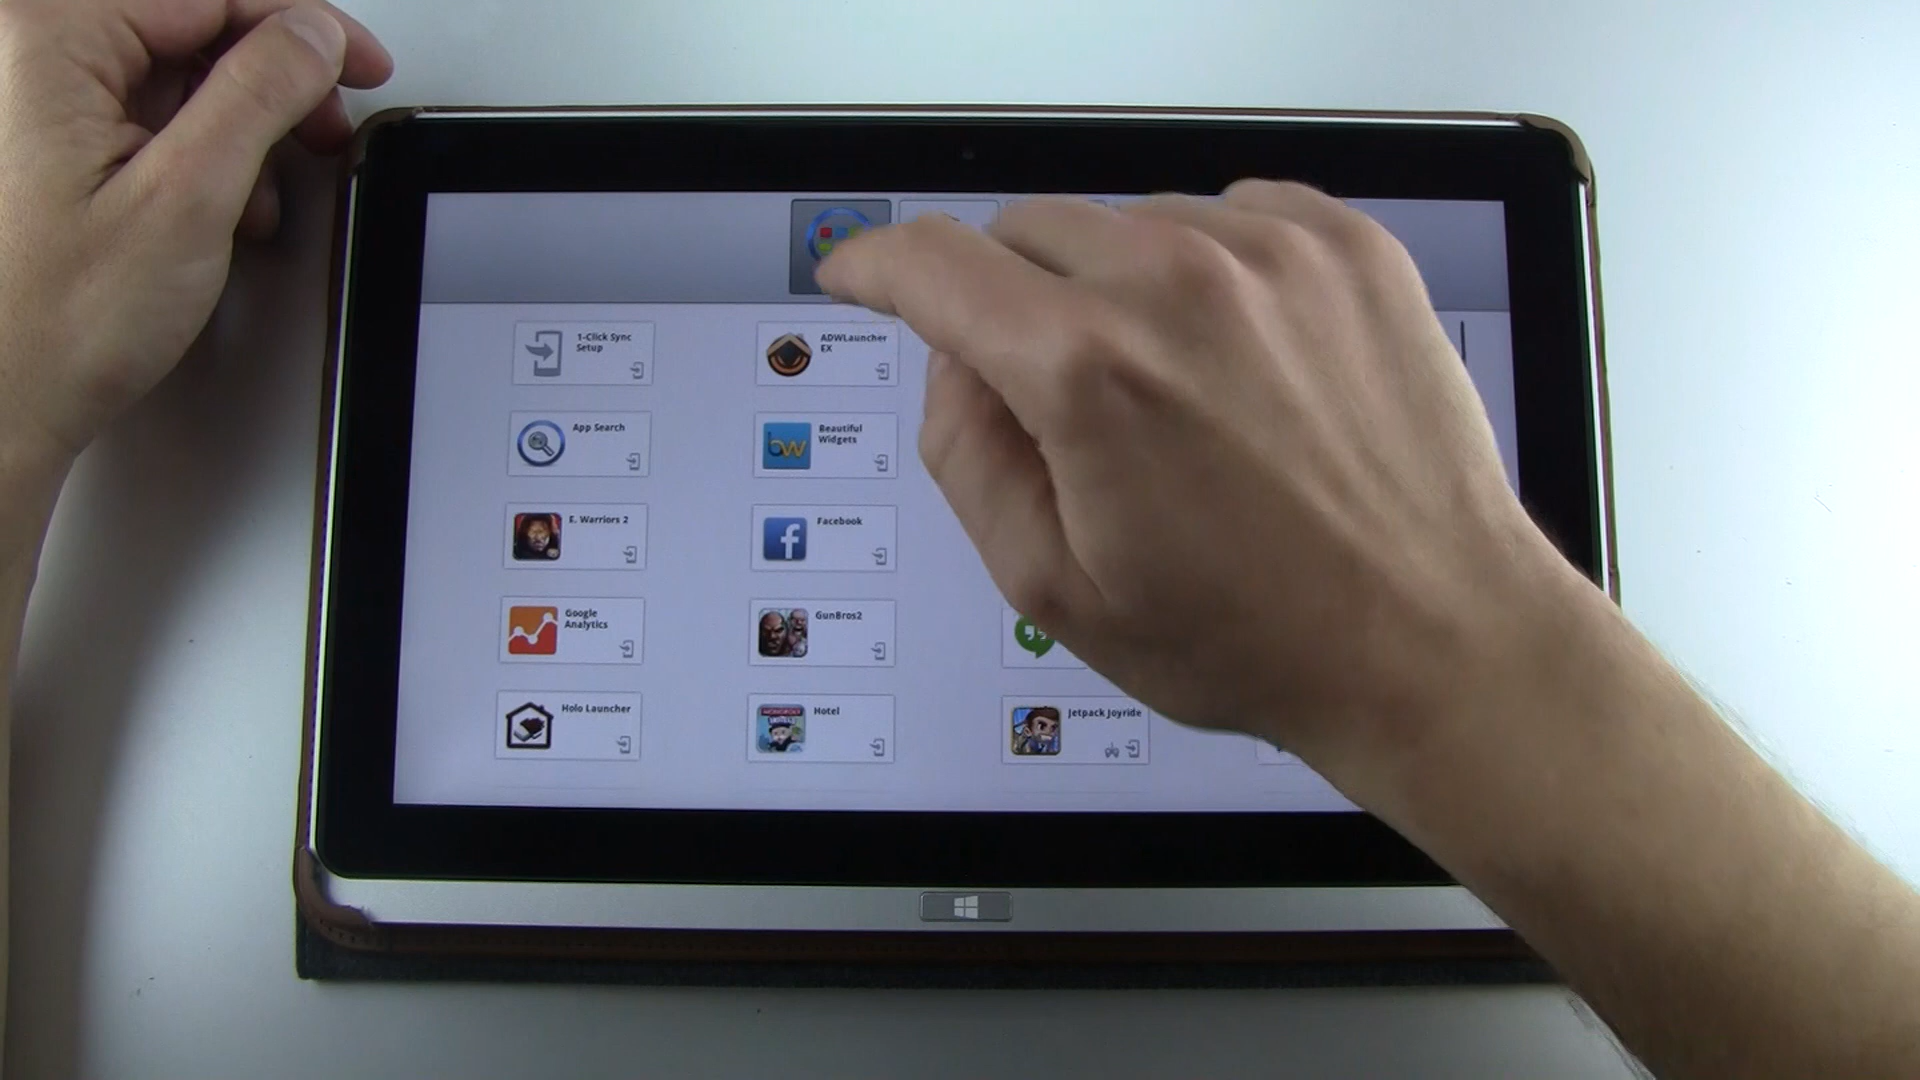 1-Click Sync
Setup
ADWLauncher
EX
App Search
Beautiful
Widgets
bw
E. Warriors 2
Facebook
f
Google
Analytics
GunBros2
Holo Launcher
Hotel
Jetpack Joyride